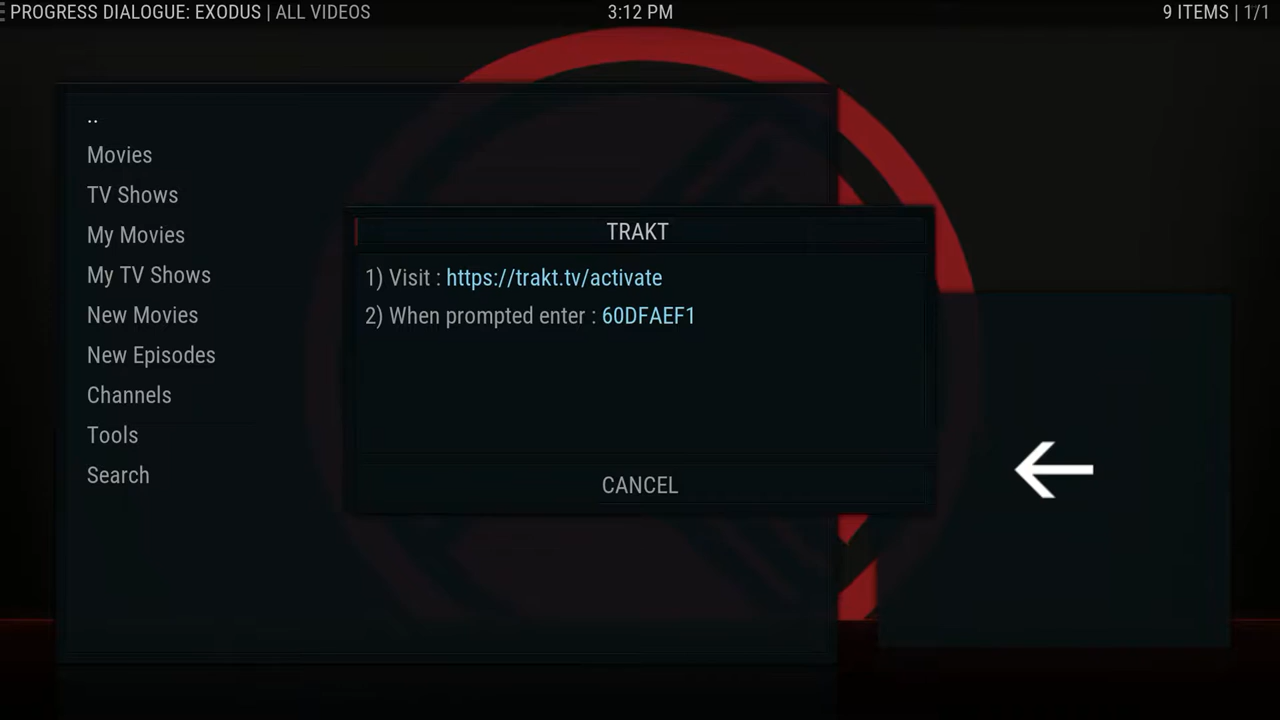 PROGRESS DIALOGUE: EXODUS | ALL VIDEOS
3:12 PM
9 ITEMS | 1/1
..
Movies
TV Shows
My Movies
My TV Shows
New Movies
New Episodes
Channels
Tools
Search
TRAKT
1) Visit : https://trakt.tv/activate
2) When prompted enter : 60DFAEF1
CANCEL